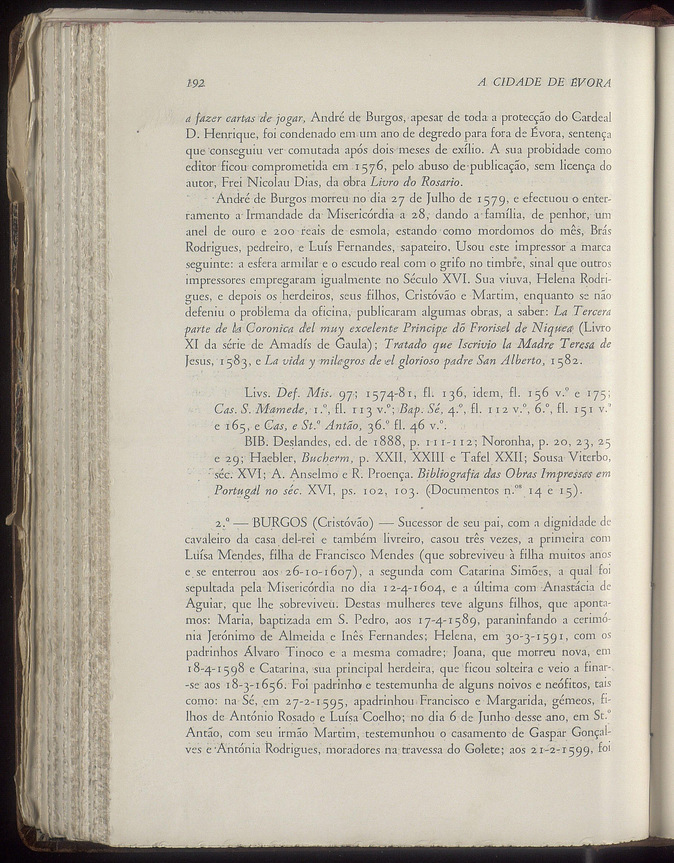 192 A CIDADE DE ÉVORA
a fazer cartas de jogar, André de Burgos, apesar de toda a protecção do Cardeal
D. Henrique, foi condenado em um ano de degredo para fora de Évora, sentença
que conseguiu ver comutada após dois meses de exílio. A sua probidade como
editor ficou comprometida em 1576, pelo abuso de publicação, sem licença do
autor, Frei Nicolau Dias, da obra Livro do Rosario.
André de Burgos morreu no dia 27 de Julho de 1579, e efectuou o enter-
ramento a Irmandade da Misericórdia a 28, dando a família, de penhor, um
anel de ouro e 200 reais de esmola, estando como mordomos do mês, Brás
Rodrigues, pedreiro, e Luís Fernandes, sapateiro. Usou este impressor a marca
seguinte: a esfera armilar e o escudo real com o grifo no timbre, sinal que outros
impressores empregaram igualmente no Século XVI. Sua viuva, Helena Rodri-
gues, e depois os herdeiros, seus filhos, Cristóvão e Martim, enquanto se não
defeniu o problema da oficina, publicaram algumas obras, a saber: La Tercera
parte de la Coronica del muy excelente Principe dõ Frorisel de Niquea (Livro
XI da série de Amadís de Gaula); Tratado que Iscrivio la Madre Teresa de
Jesus, 1583, e La vida y milegros de el glorioso padre San Alberto, 1582.
Livs. Def. Mis. 97; 1574-81, fl. 136, idem, fl. 156 v.º e 175;
Cas. S. Mamede, 1.º, fl. 113 v.º; Bap. Sé, 4.º, fl. 112 v.º, 6.º, fl. 151 v.º
e 165, e Cas, e St.º Antão, 36.º fl. 46 v.º.
BIB. Deslandes, ed. de 1888, p. 111-112; Noronha, p. 20, 23, 25
e 29; Haebler, Bucherm, p. XXII, XXIII e Tafel XXII; Sousa Viterbo,
séc. XVI; A. Anselmo e R. Proença. Bibliografia das Obras Impressas em
Portugal no séc. XVI, ps. 102, 103. (Documentos n.os 14 e 15).
2.º — BURGOS (Cristóvão) — Sucessor de seu pai, com a dignidade de
cavaleiro da casa del-rei e também livreiro, casou três vezes, a primeira com
Luísa Mendes, filha de Francisco Mendes (que sobreviveu à filha muitos anos
e se enterrou aos 26-10-1607), a segunda com Catarina Simões, a qual foi
sepultada pela Misericórdia no dia 12-4-1604, e a última com Anastácia de
Aguiar, que lhe sobreviveu. Destas mulheres teve alguns filhos, que aponta-
mos: Maria, baptizada em S. Pedro, aos 17-4-1589, paraninfando a cerimó-
nia Jerónimo de Almeida e Inês Fernandes; Helena, em 30-3-1591, com os
padrinhos Álvaro Tinoco e a mesma comadre; Joana, que morreu nova, em
18-4-1598 e Catarina, sua principal herdeira, que ficou solteira e veio a finar-
-se aos 18-3-1656. Foi padrinho e testemunha de alguns noivos e neófitos, tais
como: na Sé, em 27-2-1595, apadrinhou Francisco e Margarida, gémeos, fi-
lhos de António Rosado e Luísa Coelho; no dia 6 de Junho desse ano, em St.º
Antão, com seu irmão Martim, testemunhou o casamento de Gaspar Gonçal-
ves e Antónia Rodrigues, moradores na travessa do Golete; aos 21-2-1599, foi